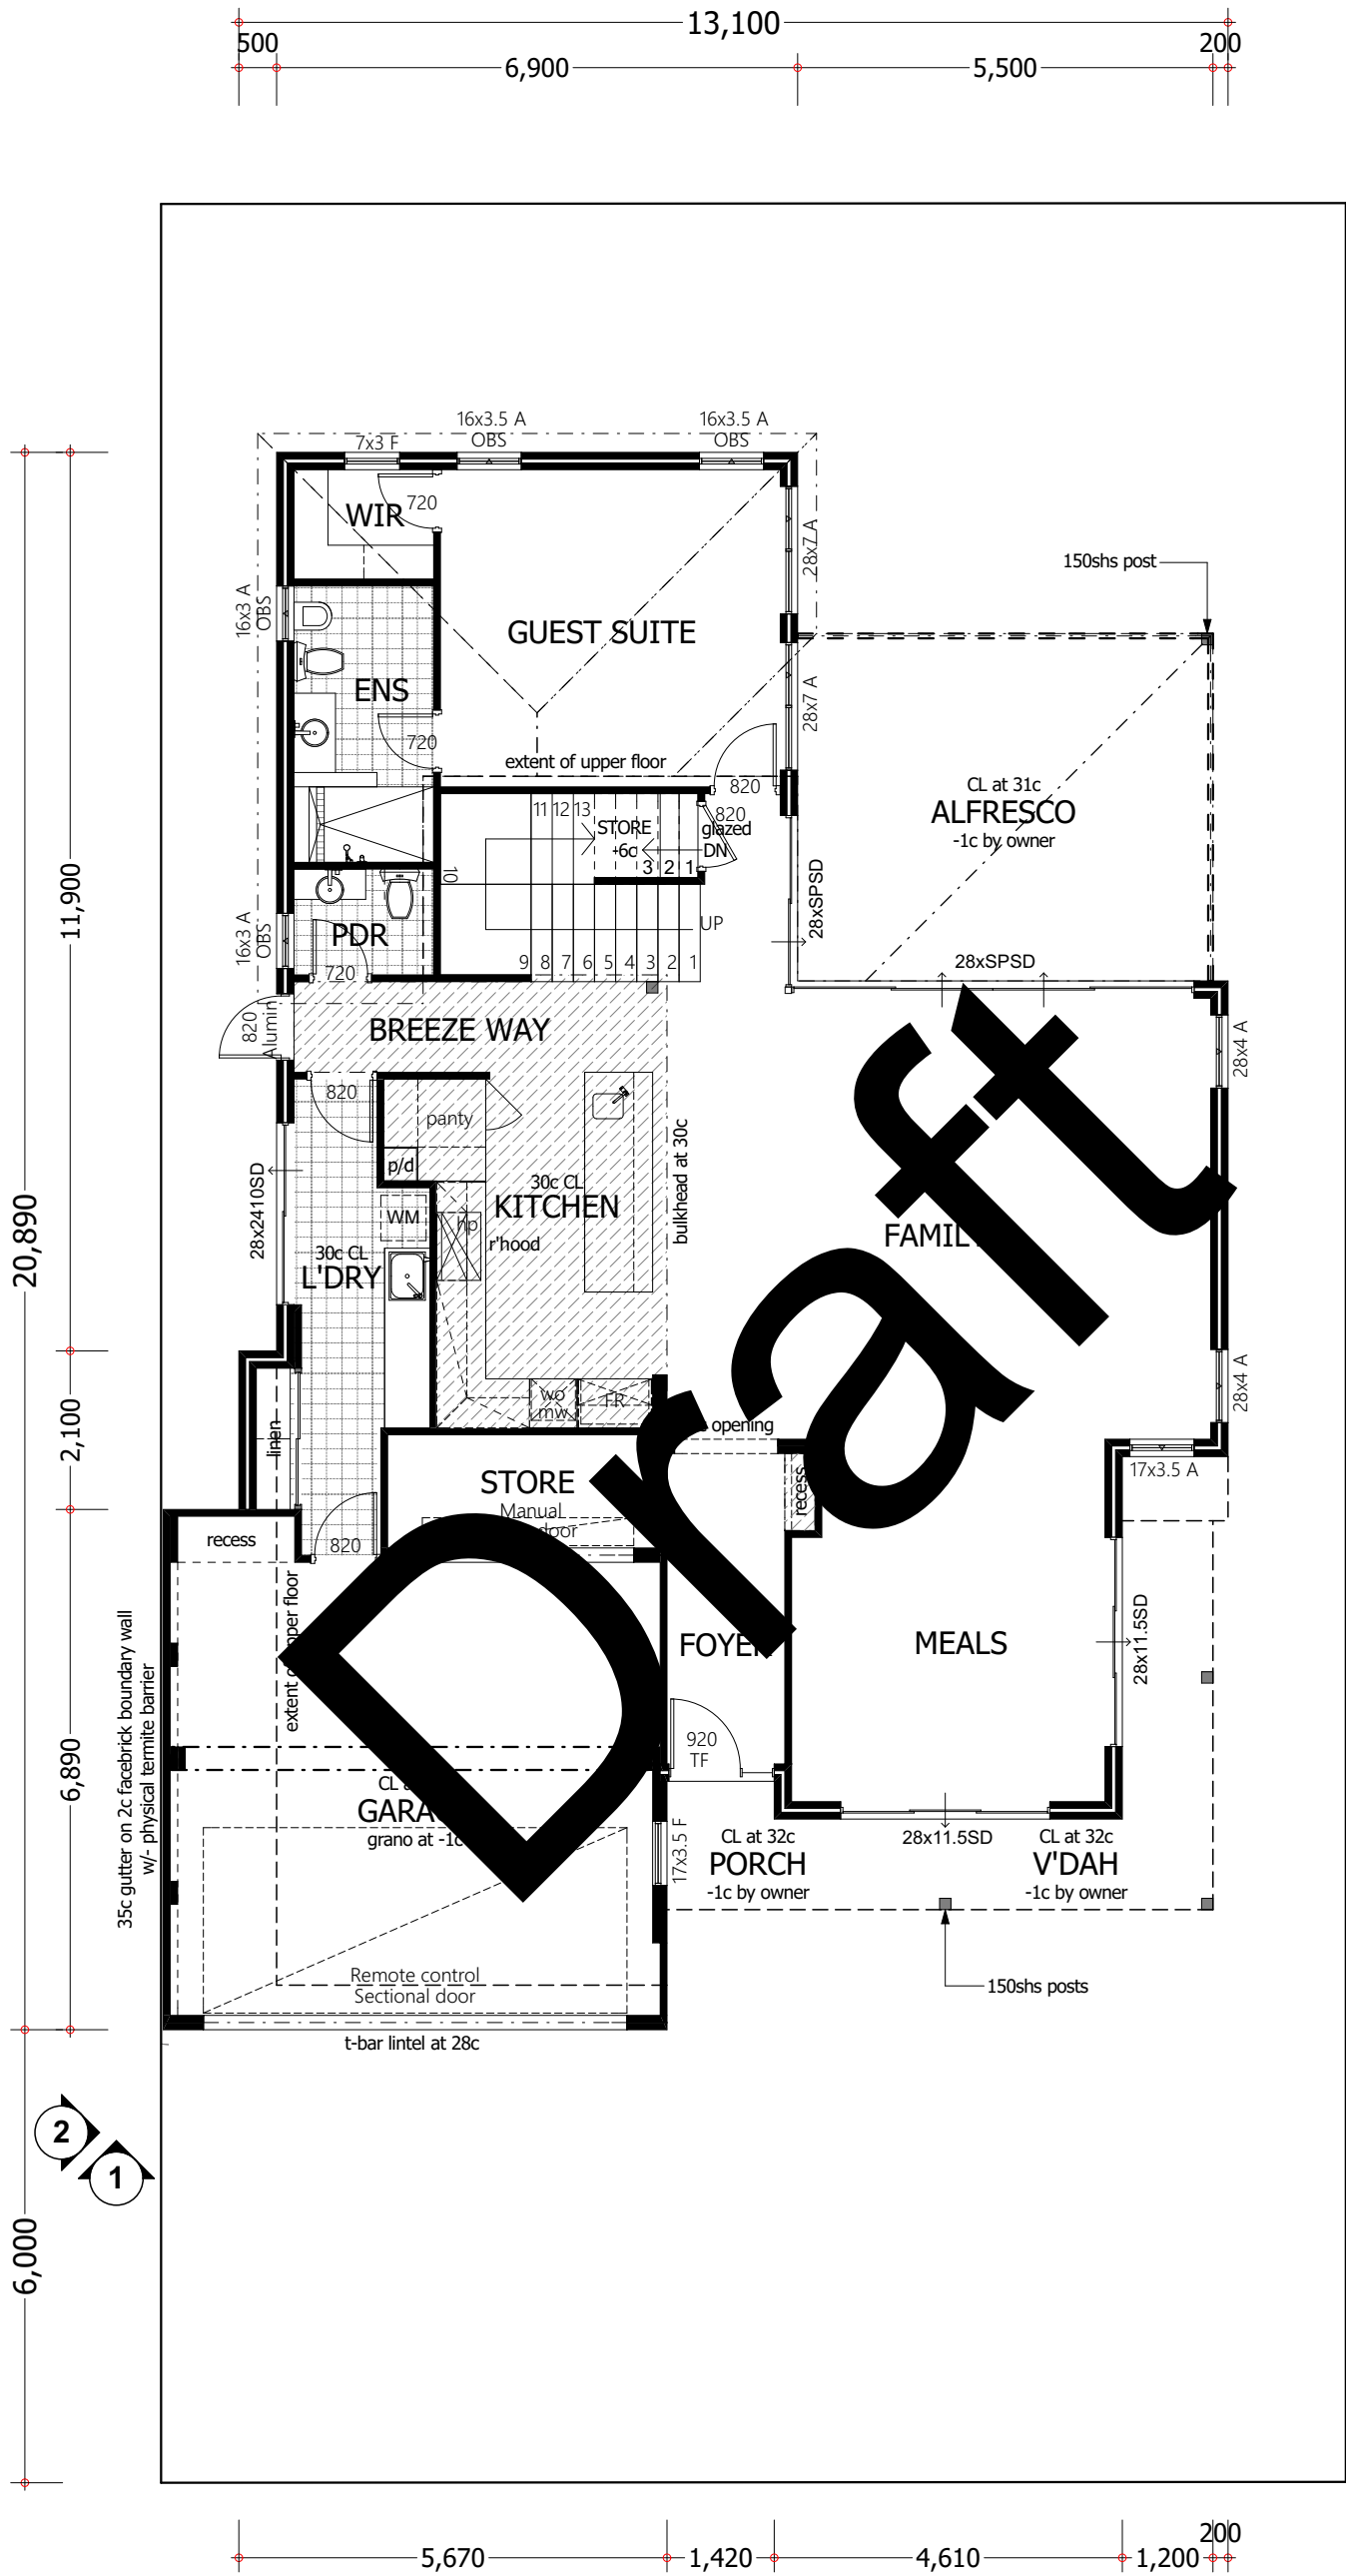 13,100
500
200
6,900
5,500
16x3.5 A
OBS
16x3.5 A
OBS
7x3 F
WIR
720
28x7 A
150shs post
16x3 A
OBS
GUEST SUITE
ENS
720
28x7 A
extent of upper floor
820
CL at 31c
ALFRESCO
-1c by owner
11
12
13
STORE
-6c
820
glazed
DN
3
2
1
10
28xSPSD
11,900
16x3 A
OBS
PDR
720
UP
9
8
7
6
5
4
3
2
1
28xSPSD
820
Alumin
BREEZE WAY
28x4 A
820
panty
p/d
bulkhead at 30c
28x2410SD
30c CL
KITCHEN
WM
hp
r'hood
20,890
30c CL
L'DRY
28x4 A
wo
mw
FR
opening
2,100
linen
17x3.5 A
STORE
Manual
door
recess
recess
820
35c gutter on 2c facebrick boundary wall
w/- physical termite barrier
28x11.5SD
MEALS
Draft
920
TF
6,890
grano at -1c
17x3.5 F
CL at 32c
PORCH
-1c by owner
28x11.5SD
CL at 32c
V'DAH
-1c by owner
Remote control
Sectional door
150shs posts
t-bar lintel at 28c
2
1
6,000
200
5,670
1,420
4,610
1,200